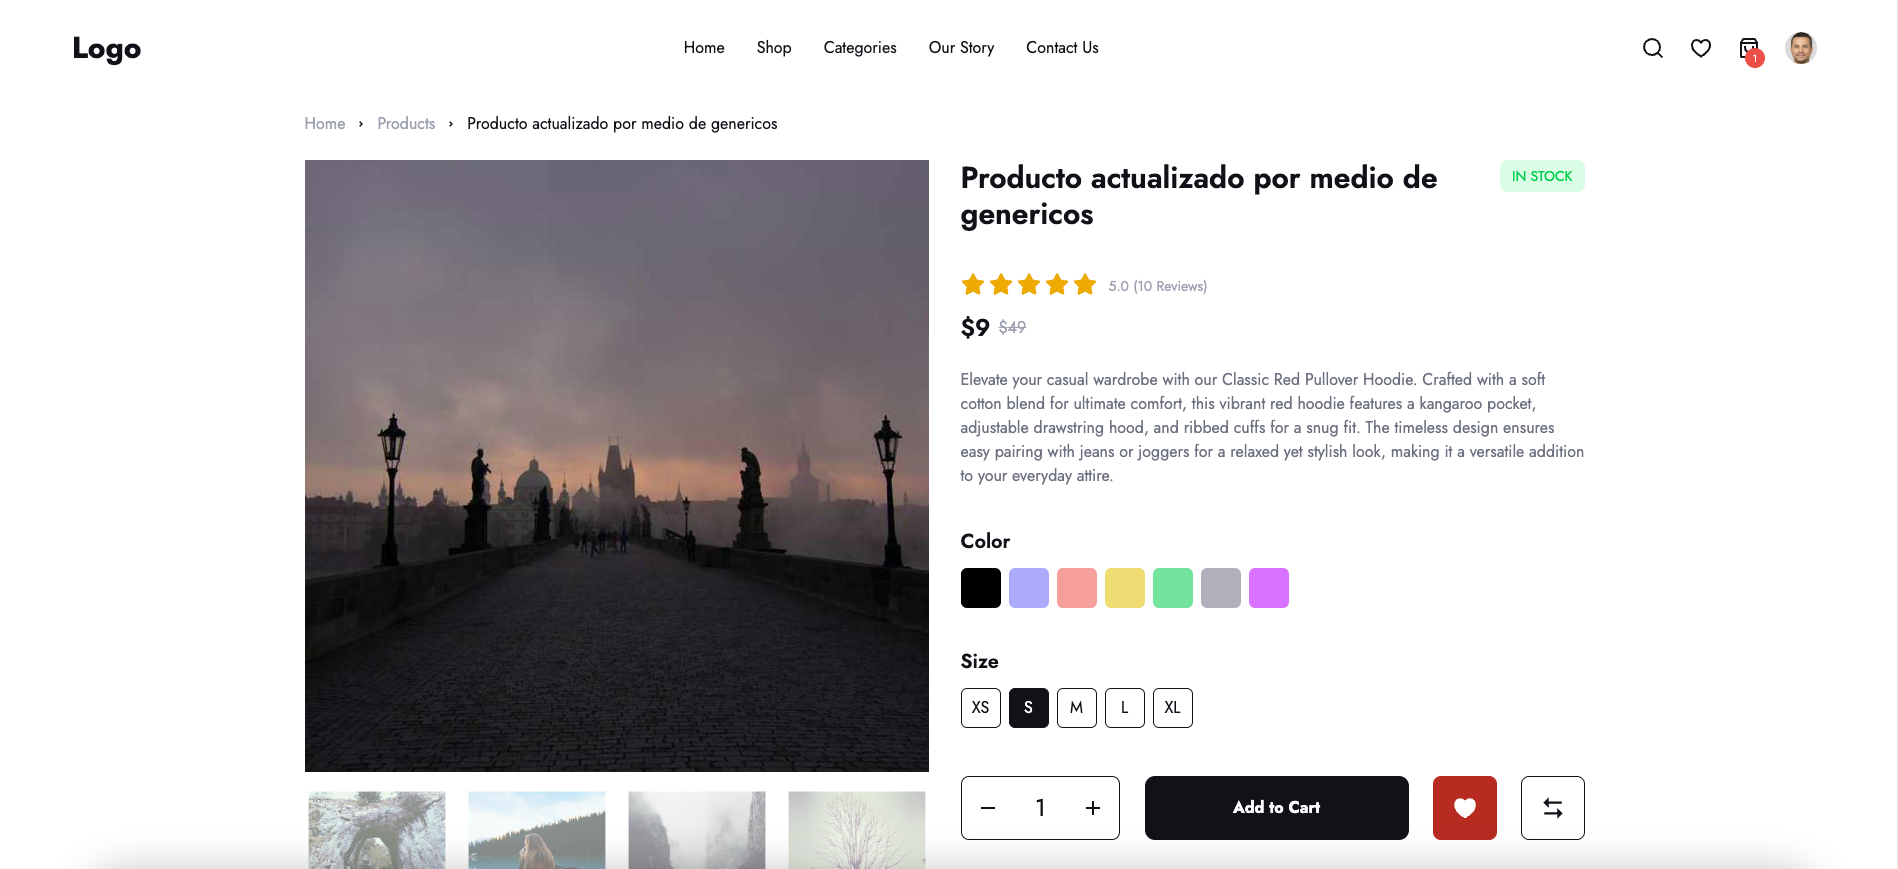 Logo
Home Shop Categories Our Story Contact Us
1
Home › Products › Producto actualizado por medio de genericos
Producto actualizado por medio de
genericos
IN STOCK
5.0 (10 Reviews)
$9 $49
Elevate your casual wardrobe with our Classic Red Pullover Hoodie. Crafted with a soft
cotton blend for ultimate comfort, this vibrant red hoodie features a kangaroo pocket,
adjustable drawstring hood, and ribbed cuffs for a snug fit. The timeless design ensures
easy pairing with jeans or joggers for a relaxed yet stylish look, making it a versatile addition
to your everyday attire.
Color
Size
XS S M L XL
1
Add to Cart